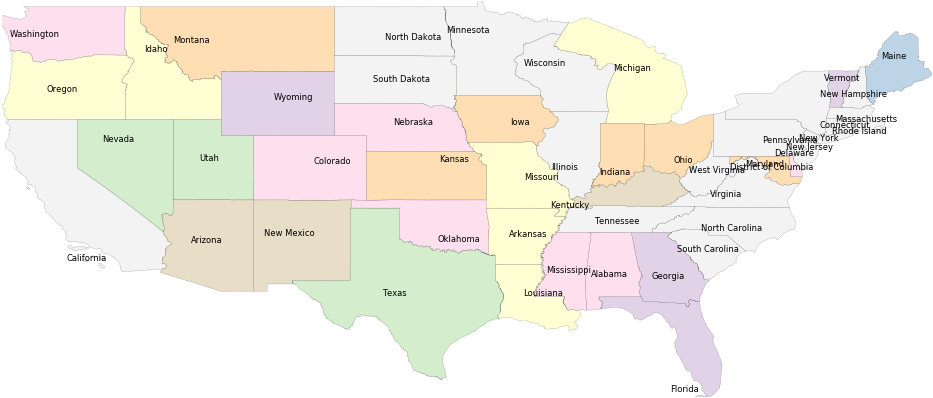 Washington
Montana
Idaho
Oregon
Wyoming
North Dakota
South Dakota
Minnesota
Wisconsin
Michigan
Maine
Vermont
New Hampshire
Massachusetts
Connecticut
Rhode Island
New York
Pennsylvania
New Jersey
Delaware
Maryland
District of Columbia
West Virginia
Virginia
Nebraska
Iowa
Nevada
Utah
Colorado
Kansas
Missouri
Illinois
Indiana
Ohio
Kentucky
Tennessee
North Carolina
South Carolina
California
Arizona
New Mexico
Oklahoma
Arkansas
Texas
Louisiana
Mississippi
Alabama
Georgia
Florida